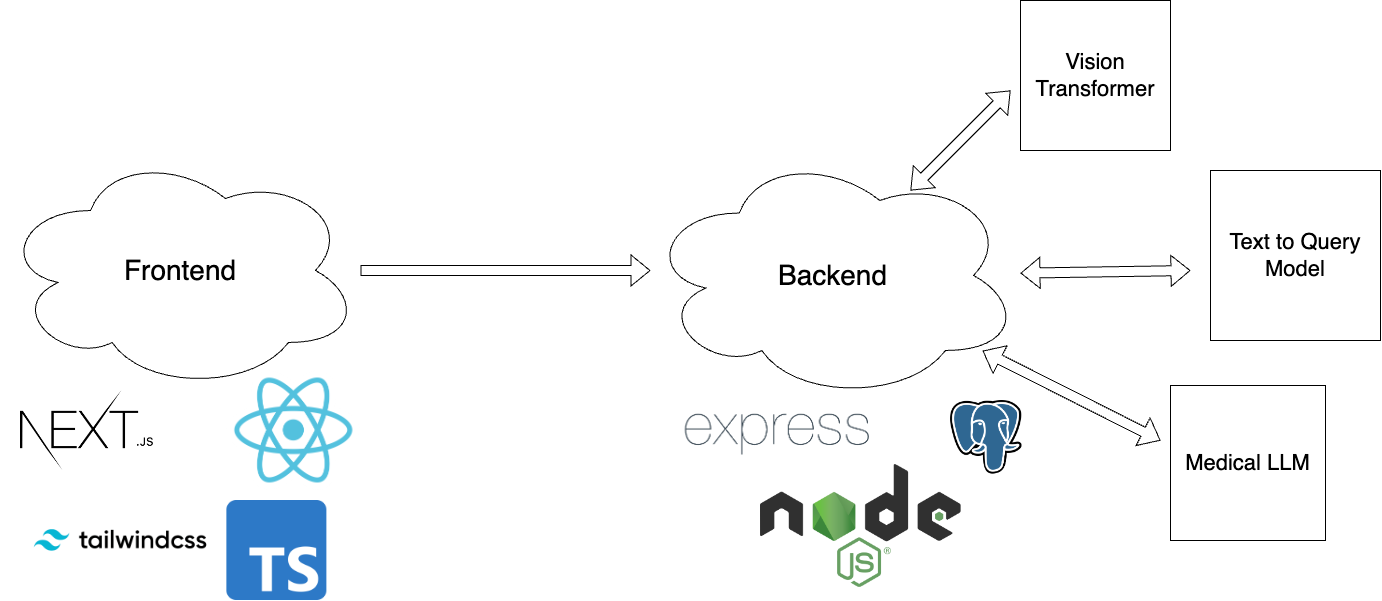 Vision
Transformer
Text to Query
Model
Frontend
Backend
Medical LLM
NEXT.JS
express
node
JS®
tailwindcss
TS